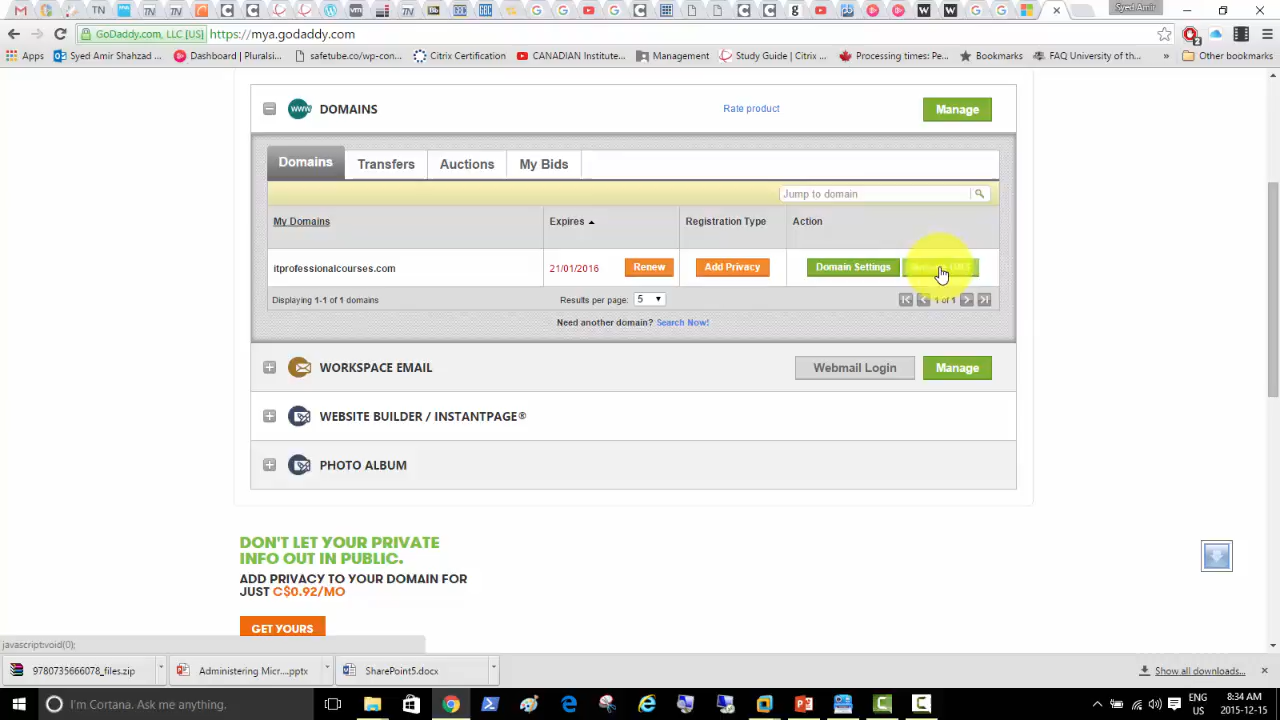 Syed Amir
GoDaddy.com, LLC [US] https://mya.godaddy.com
Apps Syed Amir Shahzad ... Dashboard | Pluralsi... safetube.co/wp-con... Citrix Certification CANADIAN Institute... Management Study Guide | Citrix ... Processing times: Pe... Bookmarks FAQ University of th... » Other bookmarks
DOMAINS Rate product Manage
Domains Transfers Auctions My Bids
Jump to domain
My Domains Expires Registration Type Action
itprofessionalcourses.com 21/01/2016 Renew Add Privacy Domain Settings
Displaying 1-1 of 1 domains Results per page: 5 1 of 1
Need another domain? Search Now!
WORKSPACE EMAIL Webmail Login Manage
WEBSITE BUILDER / INSTANTPAGE®
PHOTO ALBUM
DON'T LET YOUR PRIVATE
INFO OUT IN PUBLIC.
ADD PRIVACY TO YOUR DOMAIN FOR
JUST C$0.92/MO
GET YOURS
javascript:void(0);
9780735666078_files.zip Administering Micr....pptx SharePoint5.docx Show all downloads...
I'm Cortana. Ask me anything. ENG 8:34 AM
US 2015-12-15